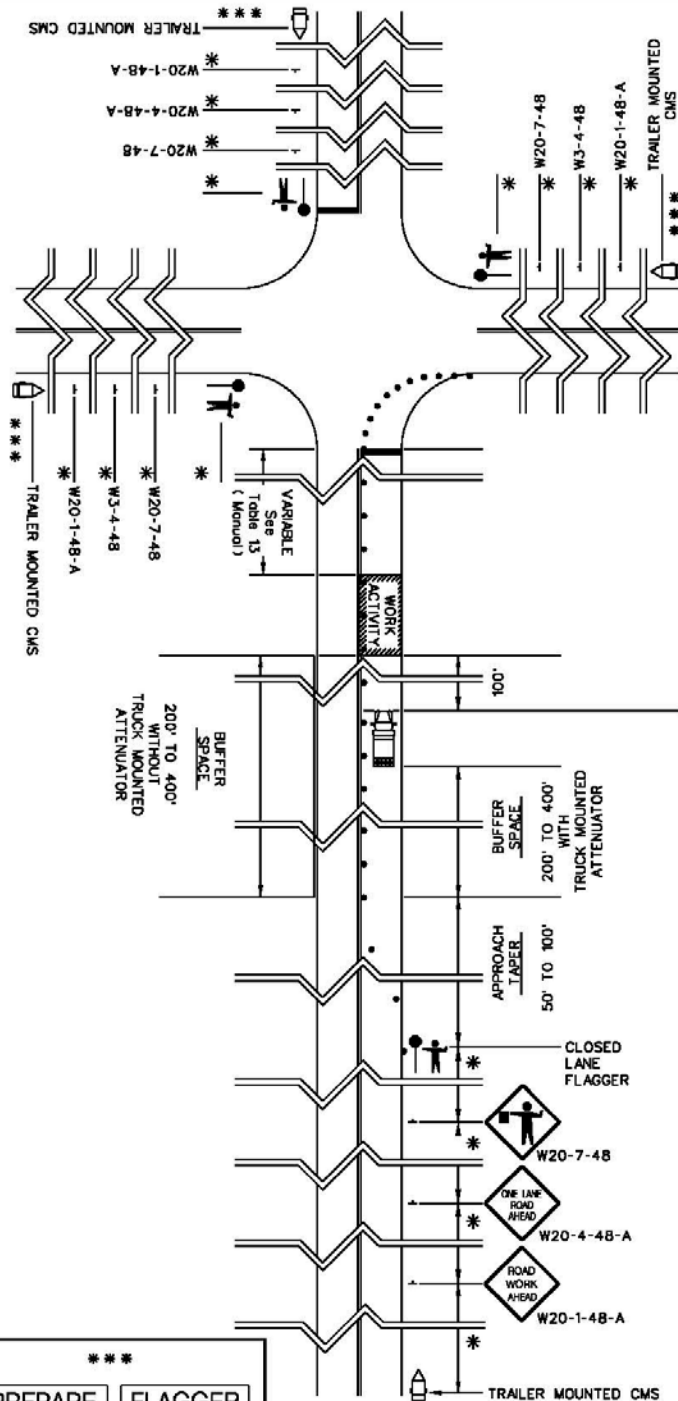 ***
TRAILER MOUNTED CMS
* W20-1-48-A
* W20-4-48-A
* W20-7-48
*
*
* W20-7-48
* W3-4-48
* W20-1-48-A
TRAILER MOUNTED
CMS
***
***
TRAILER MOUNTED CMS
* W20-1-48-A
* W3-4-48
* W20-7-48
*
VARIABLE
See
Table 13
( Manual )
WORK
ACTIVITY
100'
BUFFER
SPACE
200' TO 400'
WITHOUT
TRUCK MOUNTED
ATTENUATOR
BUFFER
SPACE
200' TO 400'
WITH
TRUCK MOUNTED
ATTENUATOR
APPROACH
TAPER
50' TO 100'
CLOSED
LANE
FLAGGER
*
W20-7-48
*
ONE LANE
ROAD
AHEAD
W20-4-48-A
*
ROAD
WORK
AHEAD
W20-1-48-A
*
TRAILER MOUNTED CMS
***
PREPARE FLAGGER